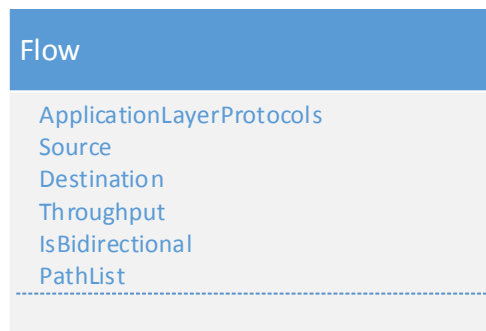 Flow
ApplicationLayerProtocols
Source
Destination
Throughput
IsBidirectional
PathList